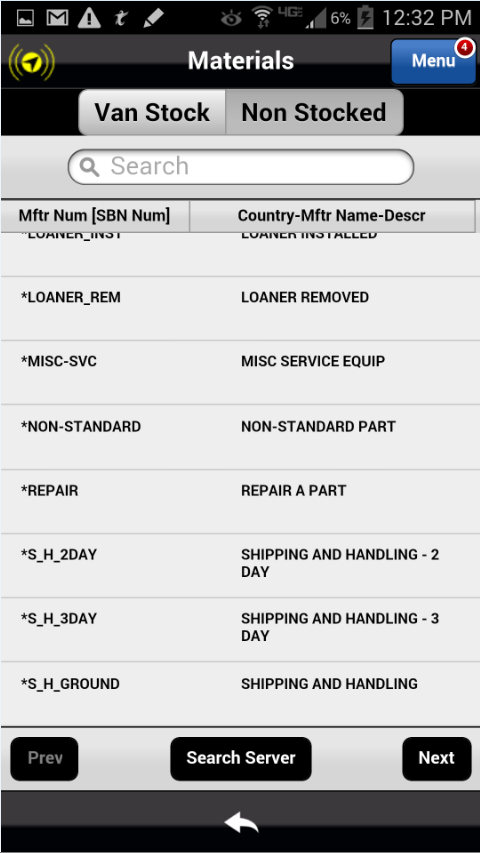 4G
6%
12:32 PM
Materials
Menu
4
Van Stock
Non Stocked
Search
Mftr Num [SBN Num]
Country-Mftr Name-Descr
*LOANER_INST
LOANER INSTALLED
*LOANER_REM
LOANER REMOVED
*MISC-SVC
MISC SERVICE EQUIP
*NON-STANDARD
NON-STANDARD PART
*REPAIR
REPAIR A PART
*S_H_2DAY
SHIPPING AND HANDLING - 2
DAY
*S_H_3DAY
SHIPPING AND HANDLING - 3
DAY
*S_H_GROUND
SHIPPING AND HANDLING
Prev
Search Server
Next